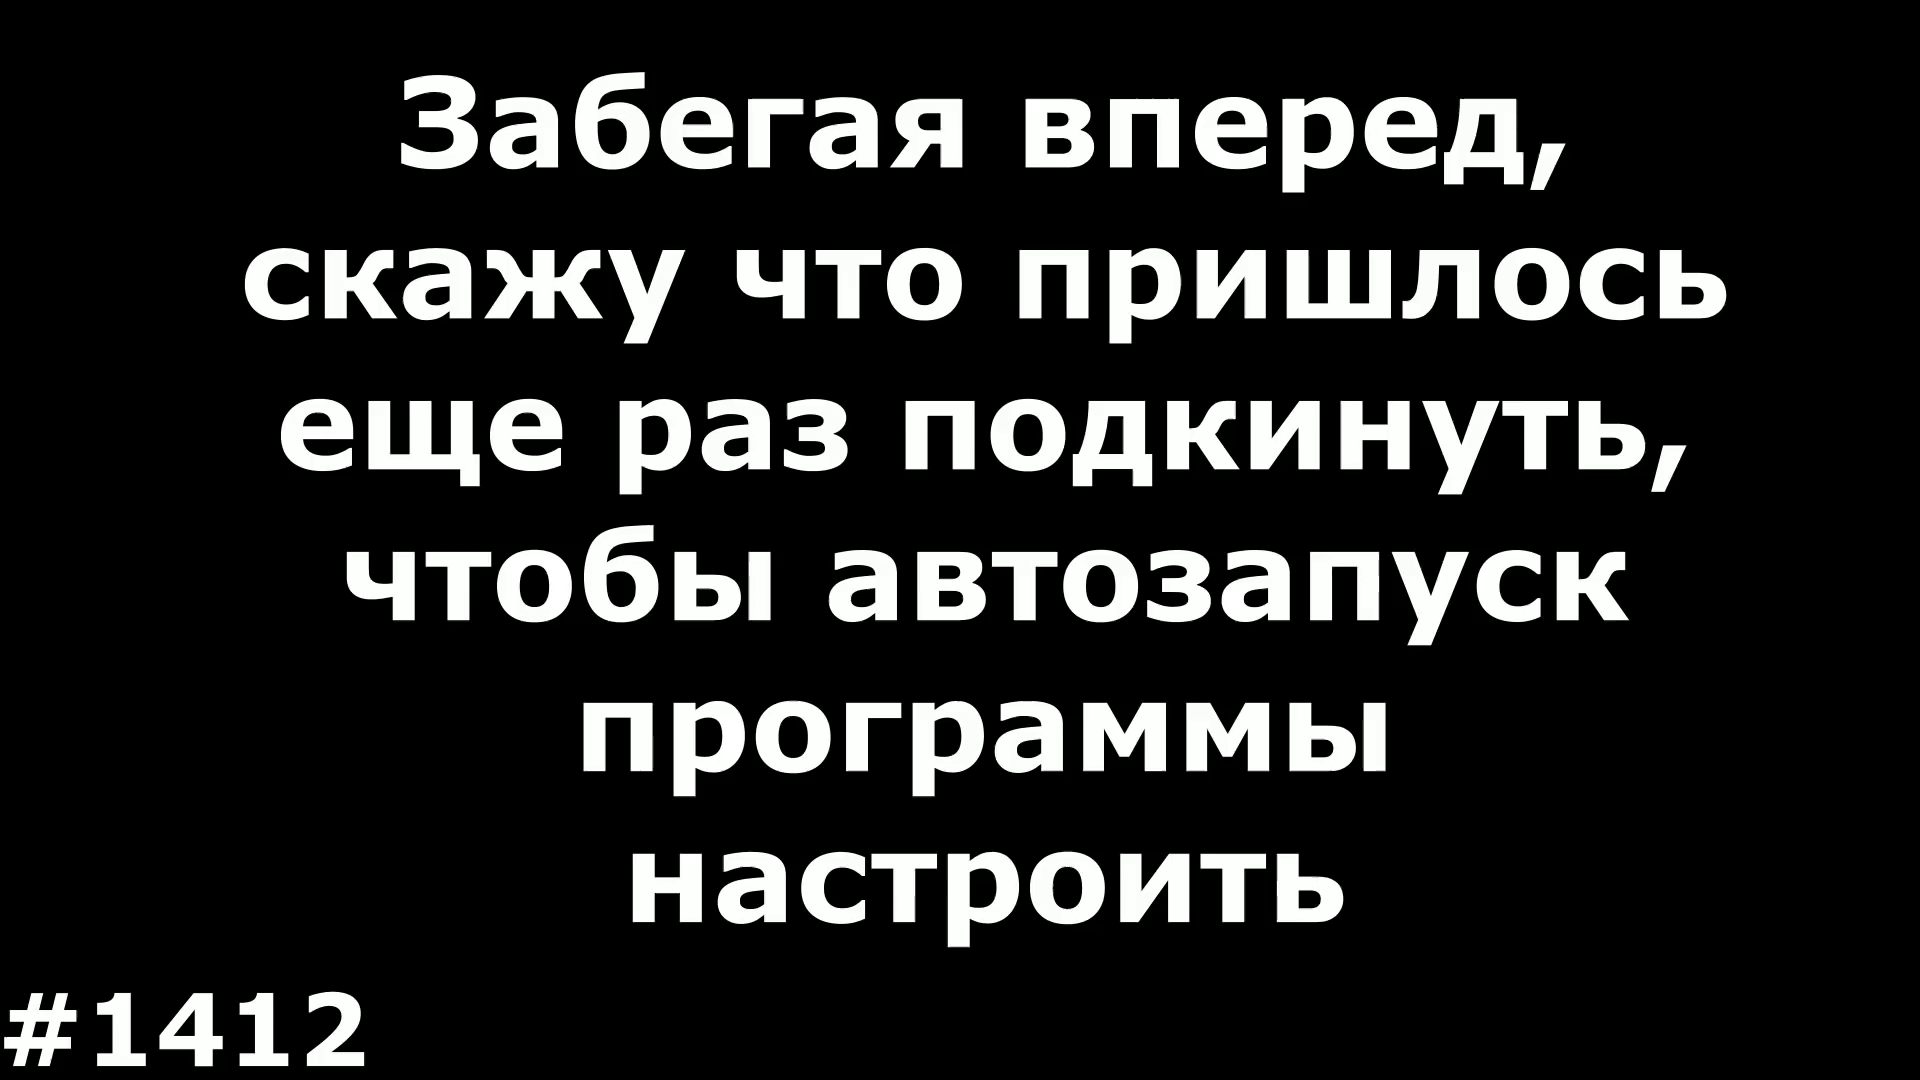 Забегая вперед,
скажу что пришлось
еще раз подкинуть,
чтобы автозапуск
программы
настроить
#1412